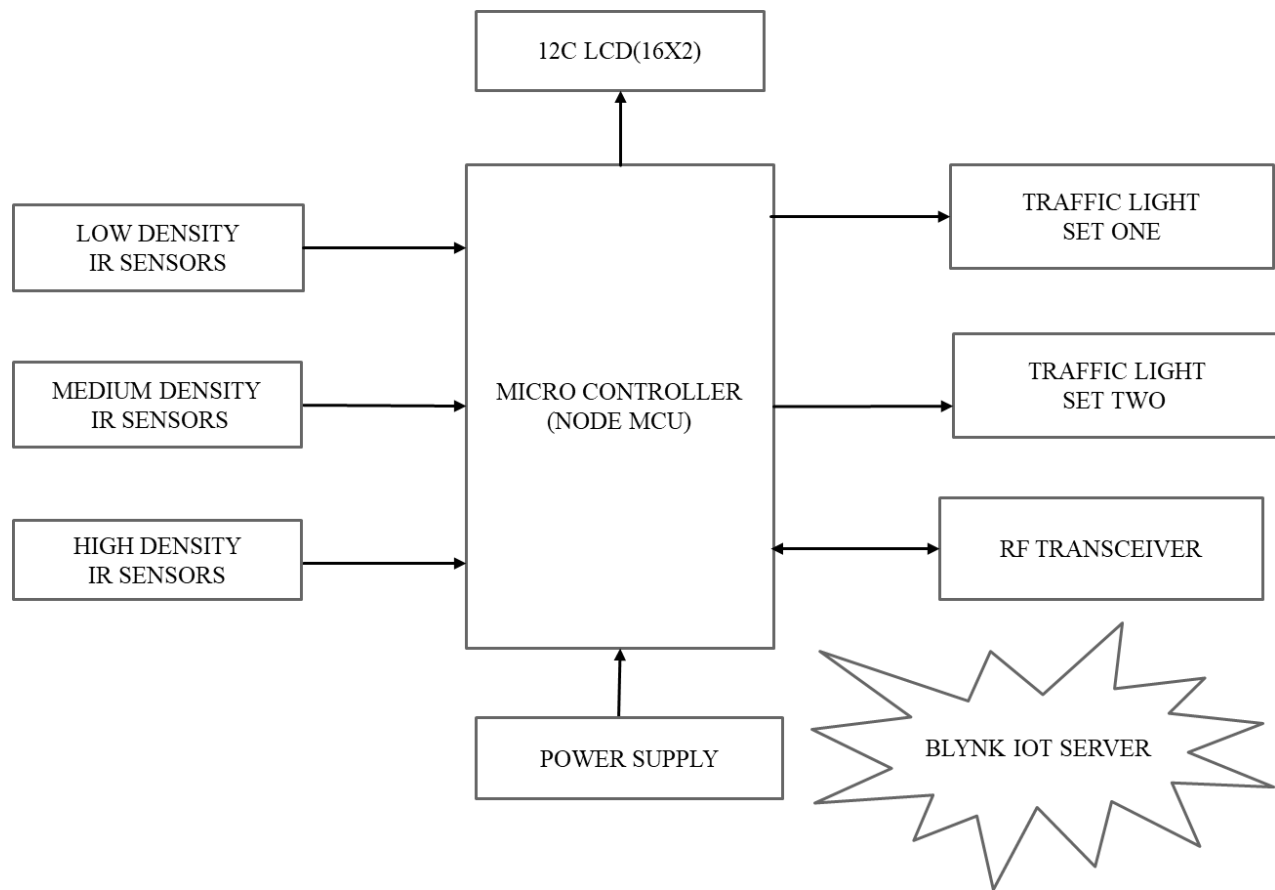 12C LCD(16X2)
LOW DENSITY
IR SENSORS
MEDIUM DENSITY
IR SENSORS
HIGH DENSITY
IR SENSORS
MICRO CONTROLLER
(NODE MCU)
POWER SUPPLY
TRAFFIC LIGHT
SET ONE
TRAFFIC LIGHT
SET TWO
RF TRANSCEIVER
BLYNK IOT SERVER